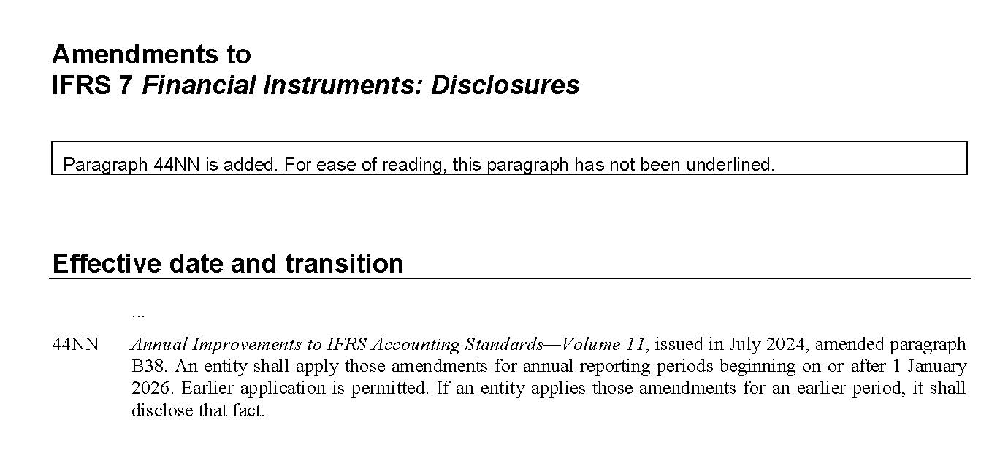 Amendments to
IFRS 7 Financial Instruments: Disclosures
Paragraph 44NN is added. For ease of reading, this paragraph has not been underlined.
Effective date and transition
...
44NN Annual Improvements to IFRS Accounting Standards—Volume 11, issued in July 2024, amended paragraph
B38. An entity shall apply those amendments for annual reporting periods beginning on or after 1 January
2026. Earlier application is permitted. If an entity applies those amendments for an earlier period, it shall
disclose that fact.